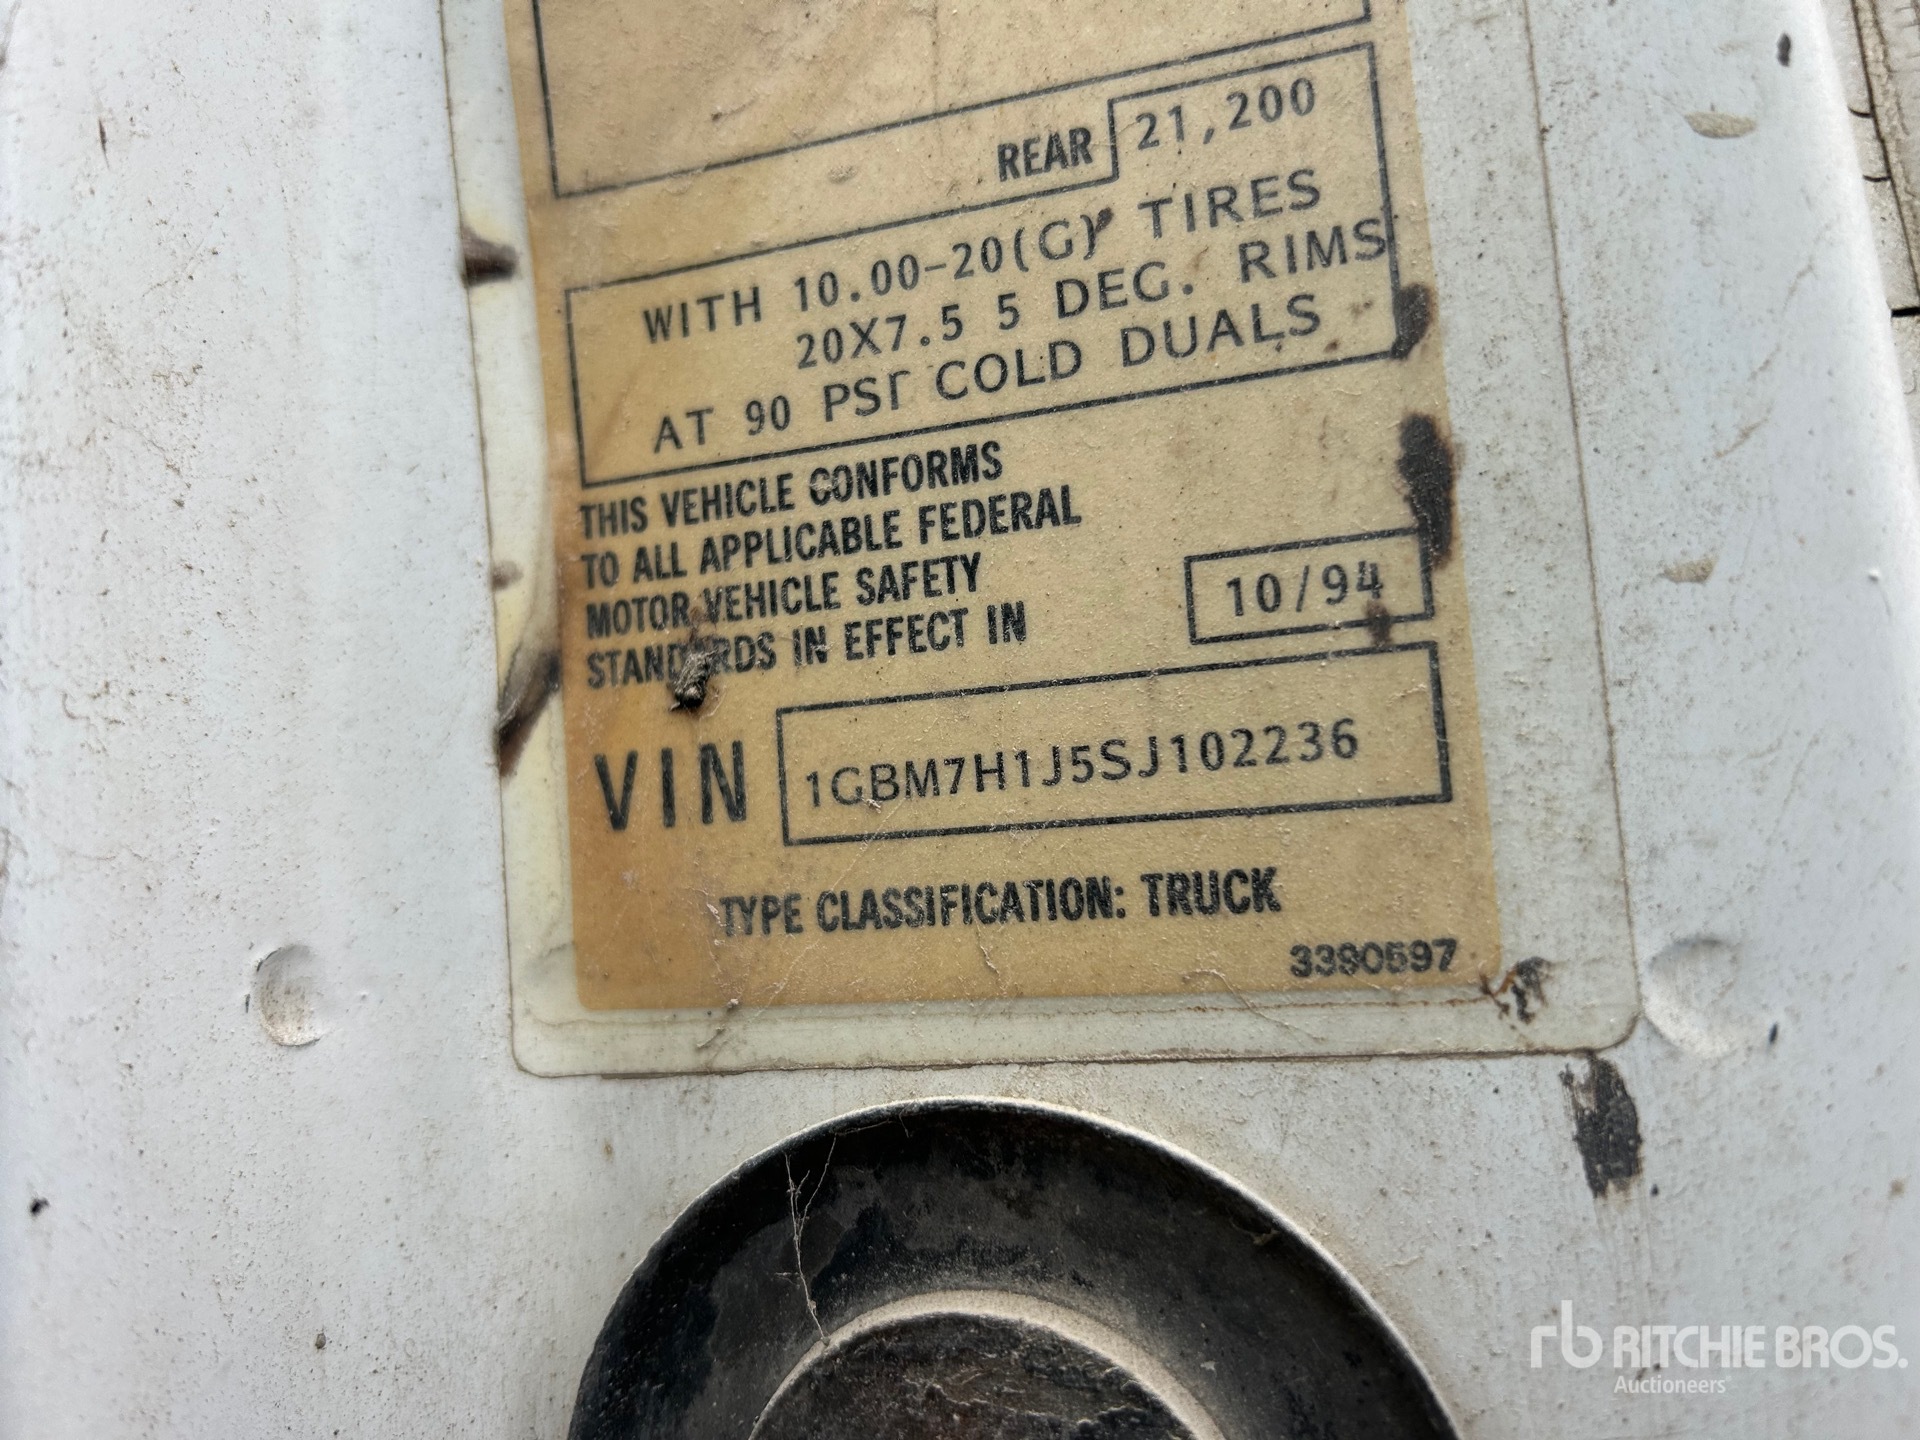 REAR 21,200
WITH 10.00-20(G) TIRES
20X7.5 5 DEG. RIMS
AT 90 PSI COLD DUALS
THIS VEHICLE CONFORMS
TO ALL APPLICABLE FEDERAL
MOTOR VEHICLE SAFETY
STANDARDS IN EFFECT IN 10/94
VIN 1GBM7H1J5SJ102236
TYPE CLASSIFICATION: TRUCK
3390597
rb RITCHIE BROS.
Auctioneers